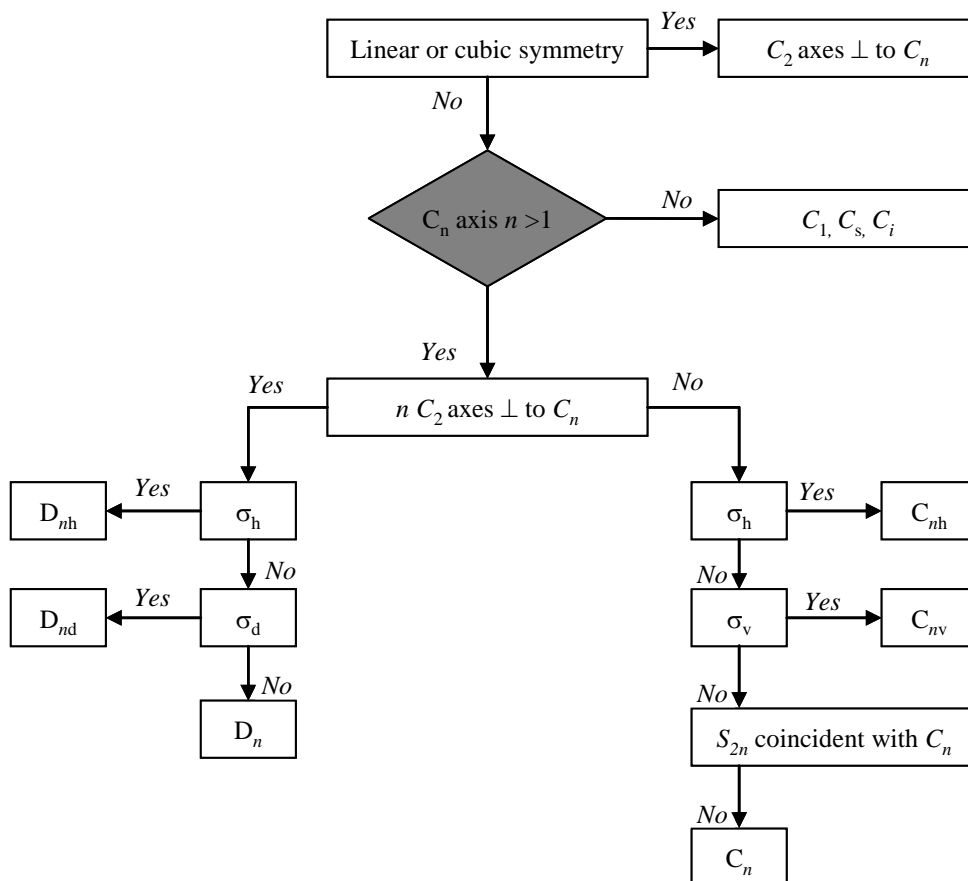 Yes
Linear or cubic symmetry
C₂ axes ⊥ to Cₙ
No
No
Cₙ axis n >1
C₁, Cₛ, Cᵢ
Yes
Yes
No
n C₂ axes ⊥ to Cₙ
Yes
Yes
Dₙₕ
σₕ
σₕ
Cₙₕ
No
No
Yes
Yes
D_nd
σ_d
σᵥ
Cₙᵥ
No
No
Dₙ
S₂ₙ coincident with Cₙ
No
Cₙ